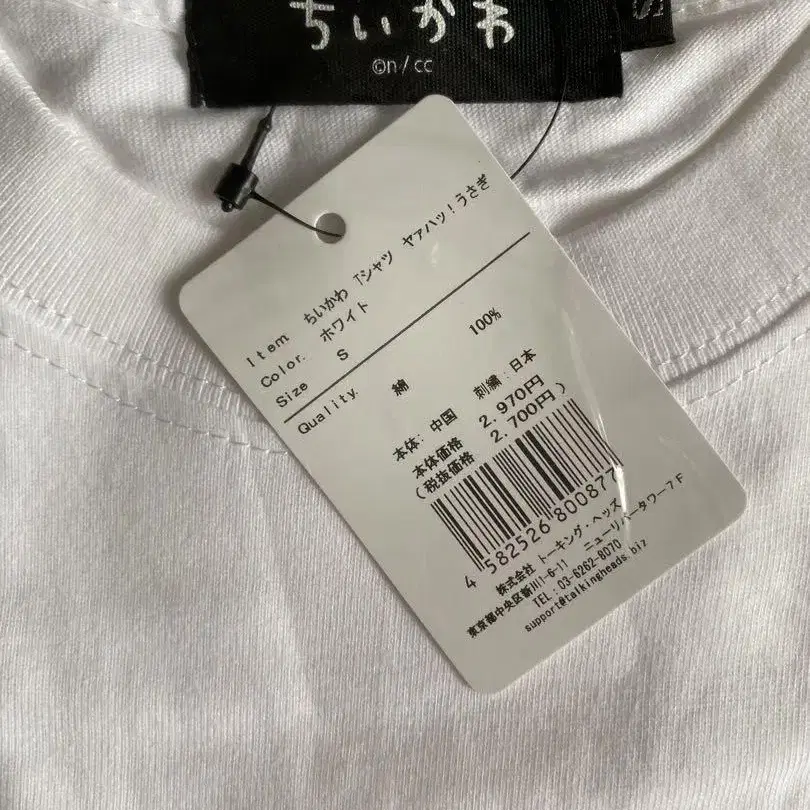 ちいかわ
©n/cc
S
Item ちいかわ Tシャツ ヤァハッ!うさぎ
Color. ホワイト
Size S
Quality. 綿 100%
本体:中国 刺繍:日本
本体価格 2,970円
(税抜価格 2,700円)
4 582526 800877
株式会社 トーキング・ヘッズ
東京都中央区新川1-6-11 ニューリバータワー7F
TEL:03-6262-8070
support@talkingheads.biz